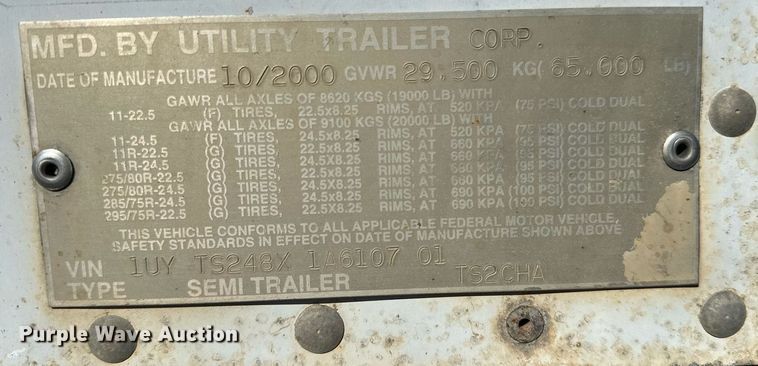 MFD. BY UTILITY TRAILER CORP.
DATE OF MANUFACTURE 10/2000 GVWR 29,500 KG( 65,000 LB)
GAWR ALL AXLES OF 8620 KGS (19000 LB) WITH
11-22.5 (F) TIRES, 22.5x8.25 RIMS, AT 520 KPA (75 PSI) COLD DUAL
GAWR ALL AXLES OF 9100 KGS (20000 LB) WITH
11-24.5 (F) TIRES, 24.5x8.25 RIMS, AT 520 KPA (75 PSI) COLD DUAL
11R-22.5 (G) TIRES, 22.5x8.25 RIMS, AT 660 KPA (95 PSI) COLD DUAL
11R-24.5 (G) TIRES, 24.5x8.25 RIMS, AT 660 KPA (95 PSI) COLD DUAL
275/80R-22.5 (G) TIRES, 22.5x8.25 RIMS, AT 660 KPA (95 PSI) COLD DUAL
275/80R-24.5 (G) TIRES, 24.5x8.25 RIMS, AT 690 KPA (100 PSI) COLD DUAL
285/75R-24.5 (G) TIRES, 24.5x8.25 RIMS, AT 660 KPA (95 PSI) COLD DUAL
295/75R-22.5 (G) TIRES, 22.5x8.25 RIMS, AT 690 KPA (100 PSI) COLD DUAL
THIS VEHICLE CONFORMS TO ALL APPLICABLE FEDERAL MOTOR VEHICLE,
SAFETY STANDARDS IN EFFECT ON DATE OF MANUFACTURE SHOWN ABOVE
VIN 1UY TS248X 1A6107 01
TYPE SEMI TRAILER TS2CHA
Purple Wave Auction